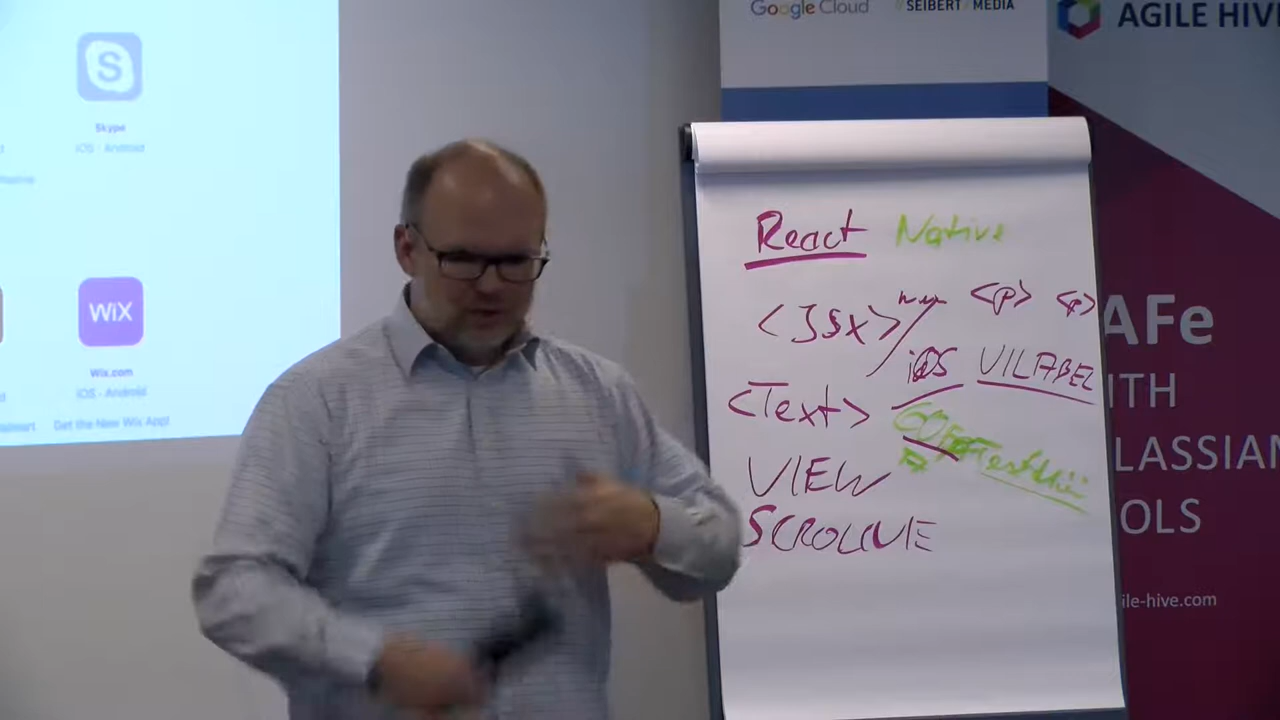 Skype
iOS - Android
WiX
Wix.com
iOS - Android
Get the New Wix App!
Google Cloud
//SEIBERT/MEDIA
AGILE HIV
React Native
<JSX> <p> <p>
iOS UILABEL
<Text>
VIEW
SCROLLVIE
AFe
ITH
LASSIAN
OLS
ile-hive.com